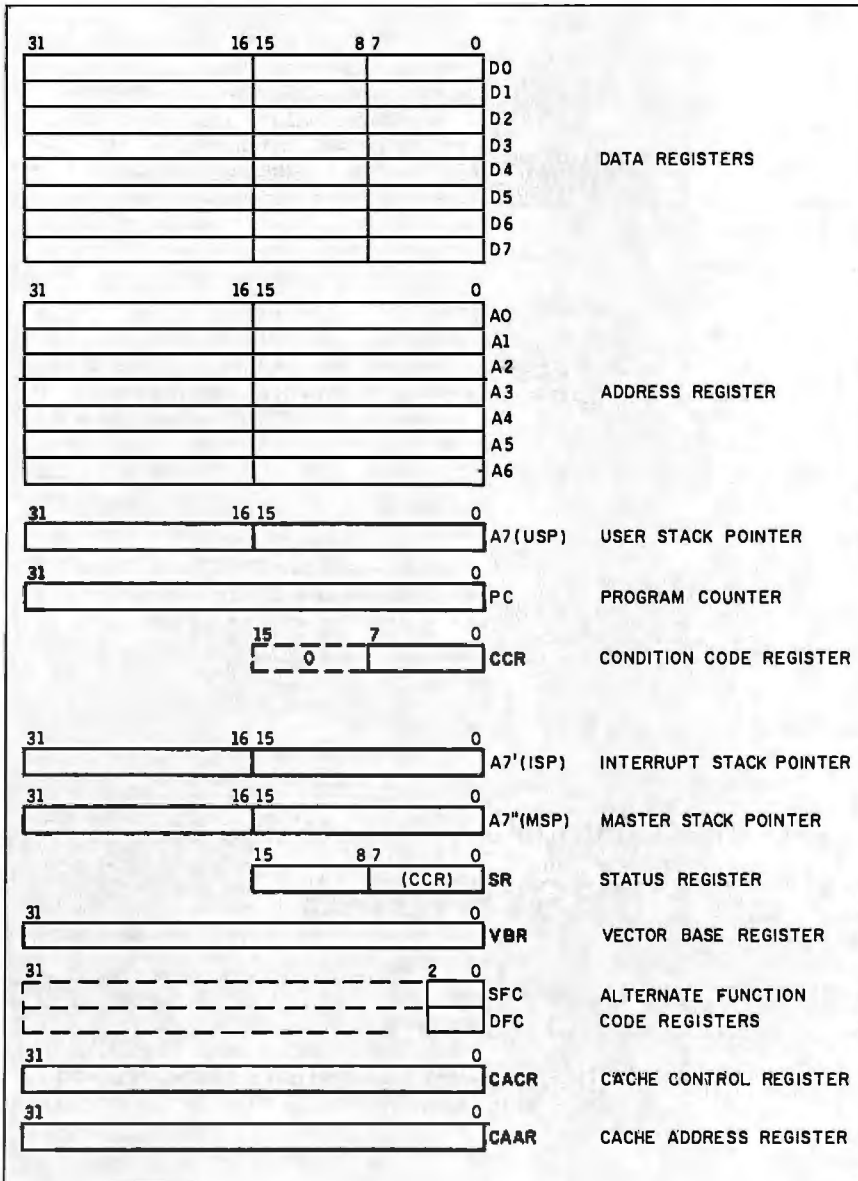 31 16 15 8 7 0
D0
D1
D2
D3
D4
DATA REGISTERS
D5
D6
D7
31 16 15 0
A0
A1
A2
A3 ADDRESS REGISTER
A4
A5
A6
31 16 15 0
A7(USP) USER STACK POINTER
31 0
PC PROGRAM COUNTER
15 7 0
0 CCR CONDITION CODE REGISTER
31 16 15 0
A7'(ISP) INTERRUPT STACK POINTER
31 16 15 0
A7"(MSP) MASTER STACK POINTER
15 8 7 0
(CCR) SR STATUS REGISTER
31 0
VBR VECTOR BASE REGISTER
31 2 0
SFC ALTERNATE FUNCTION
DFC CODE REGISTERS
31 0
CACR CACHE CONTROL REGISTER
31 0
CAAR CACHE ADDRESS REGISTER